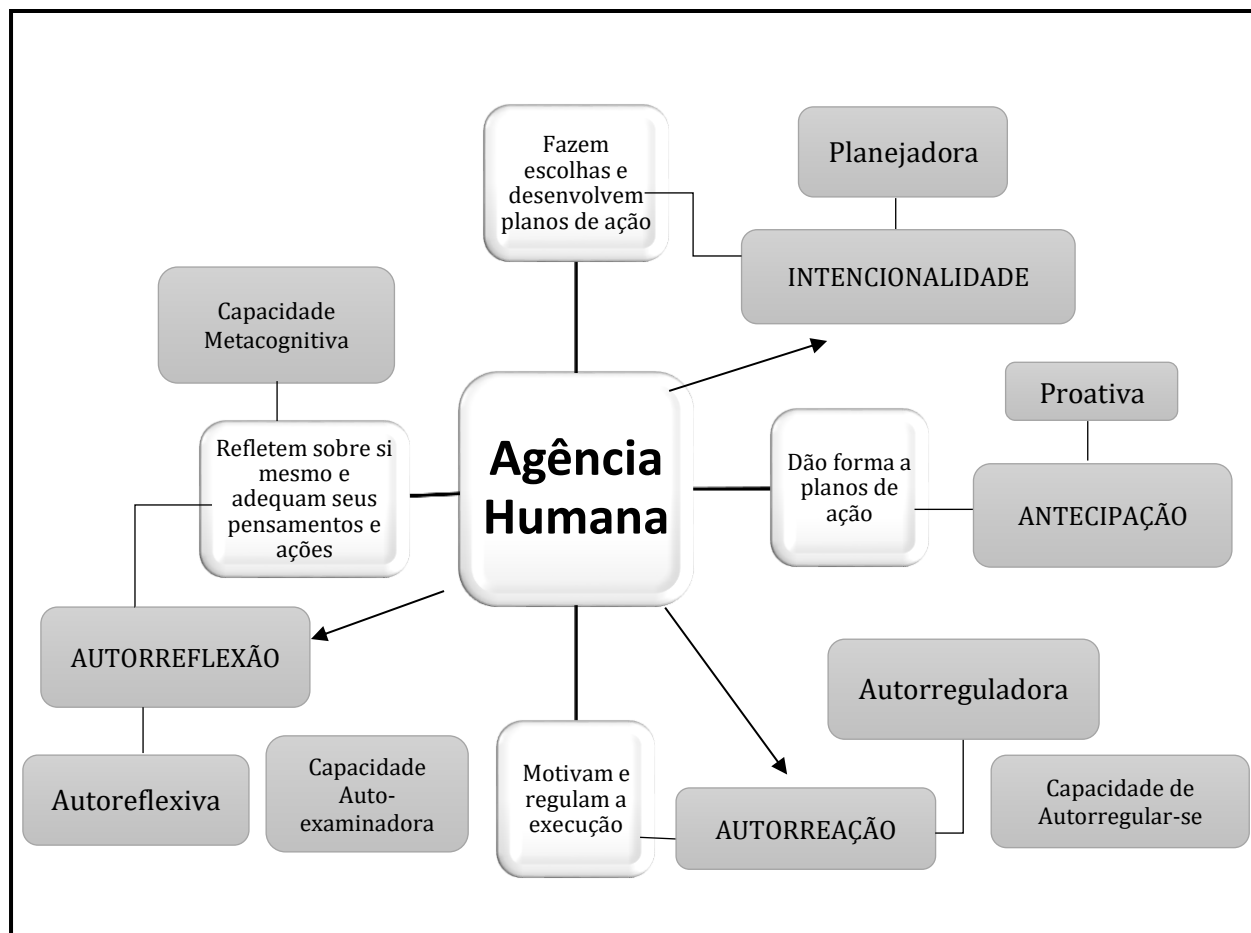 Fazem
escolhas e
desenvolvem
planos de ação
Planejadora
INTENCIONALIDADE
Capacidade
Metacognitiva
Proativa
Refletem sobre si
mesmo e
adequam seus
pensamentos e
ações
Agência
Humana
Dão forma a
planos de
ação
ANTECIPAÇÃO
AUTORREFLEXÃO
Autorreguladora
Autoreflexiva
Capacidade
Auto-
examinadora
Motivam e
regulam a
execução
AUTORREAÇÃO
Capacidade de
Autorregular-se